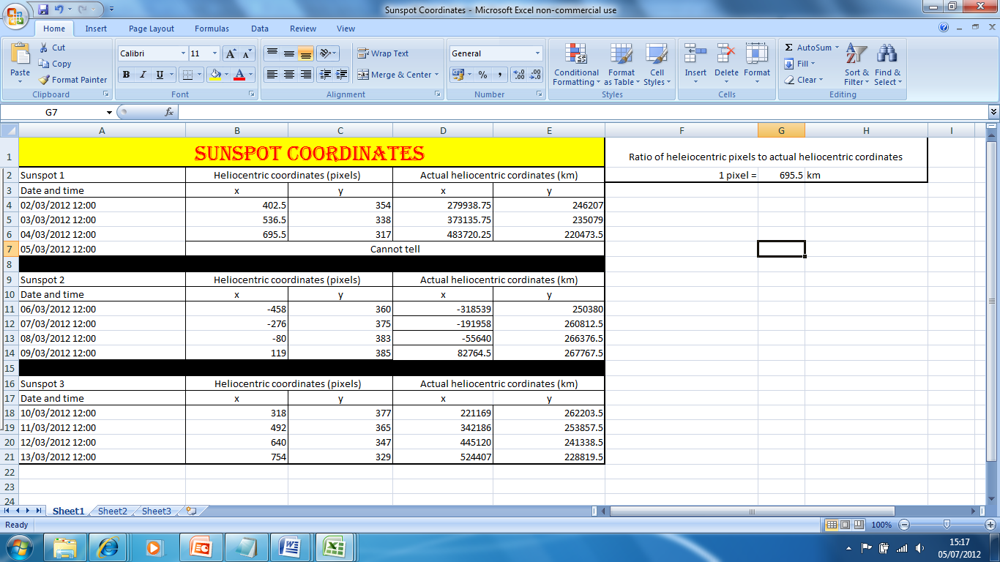 Sunspot Coordinates - Microsoft Excel non-commercial use
Home Insert Page Layout Formulas Data Review View
Paste Cut Copy Format Painter Clipboard
Calibri 11 B I U Font
Wrap Text Merge & Center Alignment
General % , Number
Conditional Formatting Format as Table Cell Styles Styles
Insert Delete Format Cells
AutoSum Fill Clear Sort & Filter Find & Select Editing
G7 fx
A B C D E F G H I
1 SUNSPOT COORDINATES Ratio of heleiocentric pixels to actual heliocentric cordinates
2 Sunspot 1 Heliocentric coordinates (pixels) Actual heliocentric cordinates (km) 1 pixel = 695.5 km
3 Date and time x y x y
4 02/03/2012 12:00 402.5 354 279938.75 246207
5 03/03/2012 12:00 536.5 338 373135.75 235079
6 04/03/2012 12:00 695.5 317 483720.25 220473.5
7 05/03/2012 12:00 Cannot tell
8
9 Sunspot 2 Heliocentric coordinates (pixels) Actual heliocentric cordinates (km)
10 Date and time x y x y
11 06/03/2012 12:00 -458 360 -318539 250380
12 07/03/2012 12:00 -276 375 -191958 260812.5
13 08/03/2012 12:00 -80 383 -55640 266376.5
14 09/03/2012 12:00 119 385 82764.5 267767.5
15
16 Sunspot 3 Heliocentric coordinates (pixels) Actual heliocentric cordinates (km)
17 Date and time x y x y
18 10/03/2012 12:00 318 377 221169 262203.5
19 11/03/2012 12:00 492 365 342186 253857.5
20 12/03/2012 12:00 640 347 445120 241338.5
21 13/03/2012 12:00 754 329 524407 228819.5
22
23
24
Sheet1 Sheet2 Sheet3
Ready 100%
15:17
05/07/2012